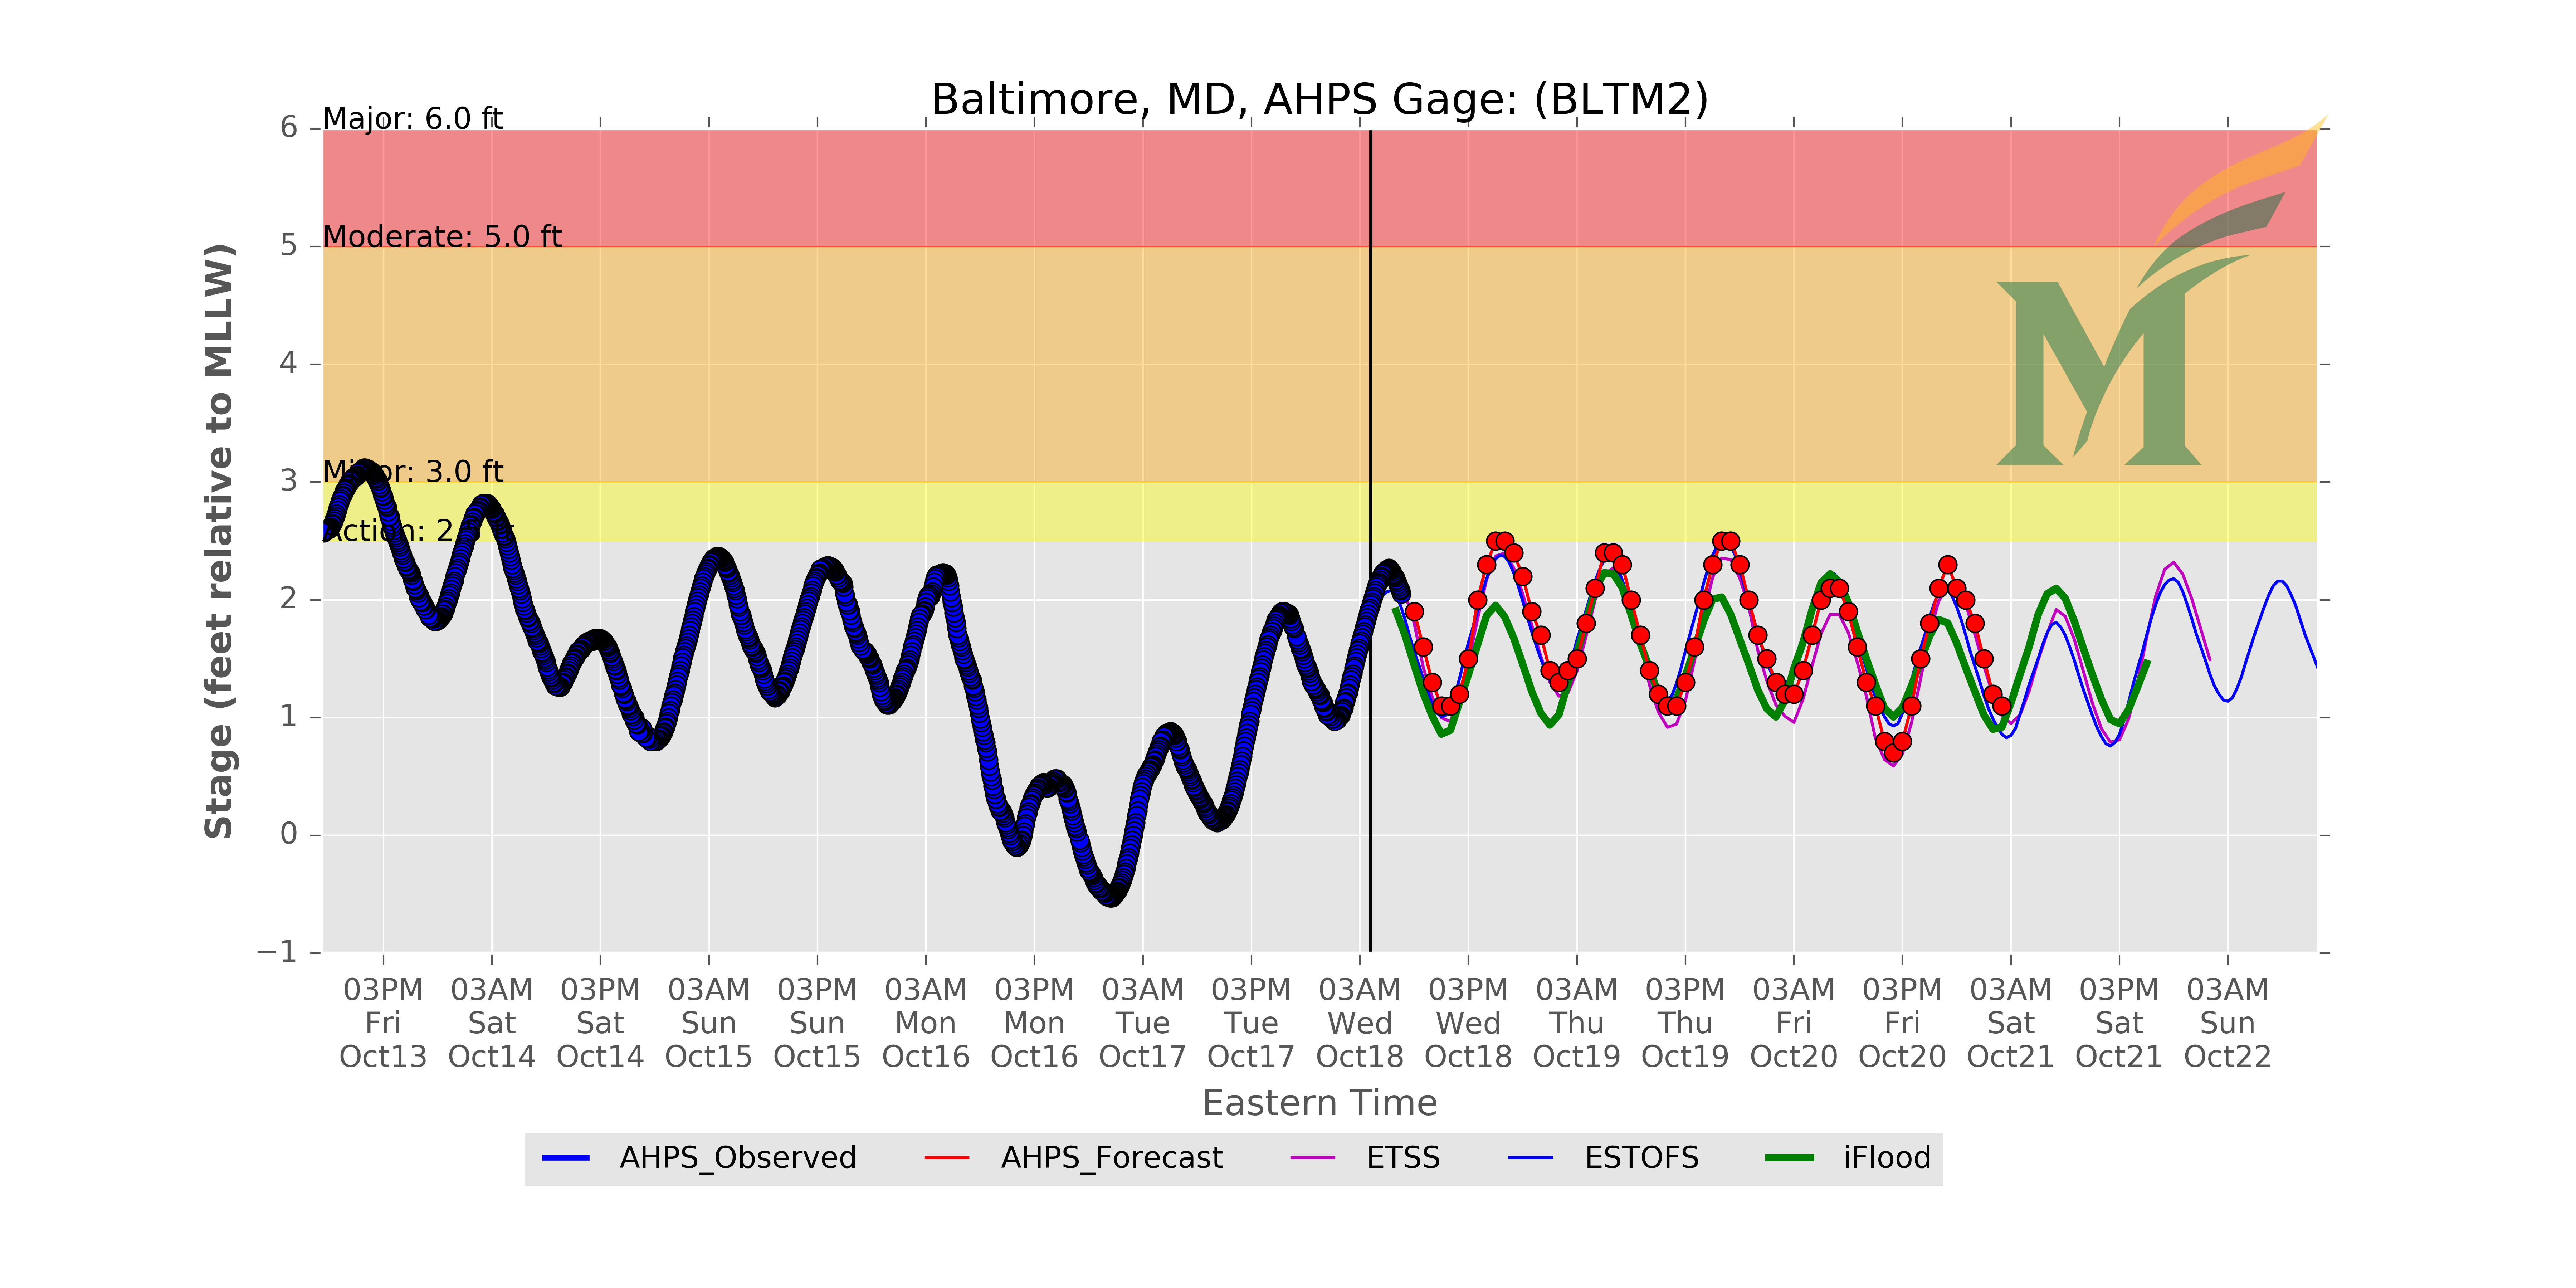 Baltimore, MD, AHPS Gage: (BLTM2)
Major: 6.0 ft
Moderate: 5.0 ft
Minor: 3.0 ft
Action: 2.5 ft
6
5
4
3
2
1
0
−1
Stage (feet relative to MLLW)
03PM 03AM 03PM 03AM 03PM 03AM 03PM 03AM 03PM 03AM 03PM 03AM 03PM 03AM 03PM 03AM 03PM 03AM
Fri Sat Sat Sun Sun Mon Mon Tue Tue Wed Wed Thu Thu Fri Fri Sat Sat Sun
Oct13 Oct14 Oct14 Oct15 Oct15 Oct16 Oct16 Oct17 Oct17 Oct18 Oct18 Oct19 Oct19 Oct20 Oct20 Oct21 Oct21 Oct22
Eastern Time
AHPS_Observed AHPS_Forecast ETSS ESTOFS iFlood
M